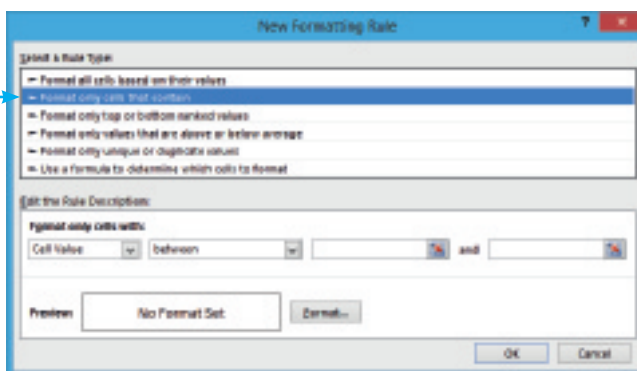 New Formatting Rule ?
Select a Rule Type:
Format all cells based on their values
Format only cells that contain
Format only top or bottom ranked values
Format only values that are above or below average
Format only unique or duplicate values
Use a formula to determine which cells to format
Edit the Rule Description:
Format only cells with:
Cell Value between and
Preview: No Format Set Format...
OK Cancel